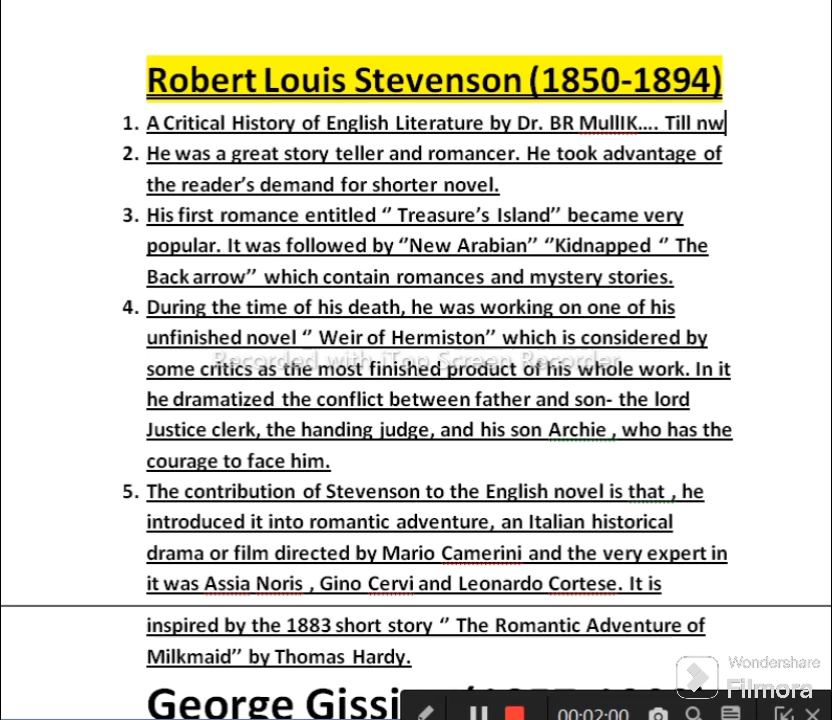 Robert Louis Stevenson (1850-1894)
1. A Critical History of English Literature by Dr. BR MullIK.... Till nw
2. He was a great story teller and romancer. He took advantage of
the reader's demand for shorter novel.
3. His first romance entitled “ Treasure's Island” became very
popular. It was followed by “New Arabian” “Kidnapped “ The
Back arrow” which contain romances and mystery stories.
4. During the time of his death, he was working on one of his
unfinished novel “ Weir of Hermiston” which is considered by
Recorded with iTop Screen Recorder
some critics as the most finished product of his whole work. In it
he dramatized the conflict between father and son- the lord
Justice clerk, the handing judge, and his son Archie , who has the
courage to face him.
5. The contribution of Stevenson to the English novel is that , he
introduced it into romantic adventure, an Italian historical
drama or film directed by Mario Camerini and the very expert in
it was Assia Noris , Gino Cervi and Leonardo Cortese. It is
inspired by the 1883 short story “ The Romantic Adventure of
Milkmaid” by Thomas Hardy.
Wondershare
Filmora
George Gissi
00:02:00